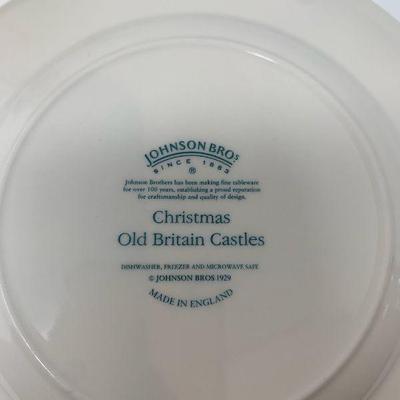 JOHNSON BROS
SINCE 1883
®
Johnson Brothers has been making fine tableware
for over 100 years, establishing a proud reputation
for craftsmanship and quality of design.
Christmas
Old Britain Castles
DISHWASHER, FREEZER AND MICROWAVE SAFE
© JOHNSON BROS 1929
MADE IN ENGLAND